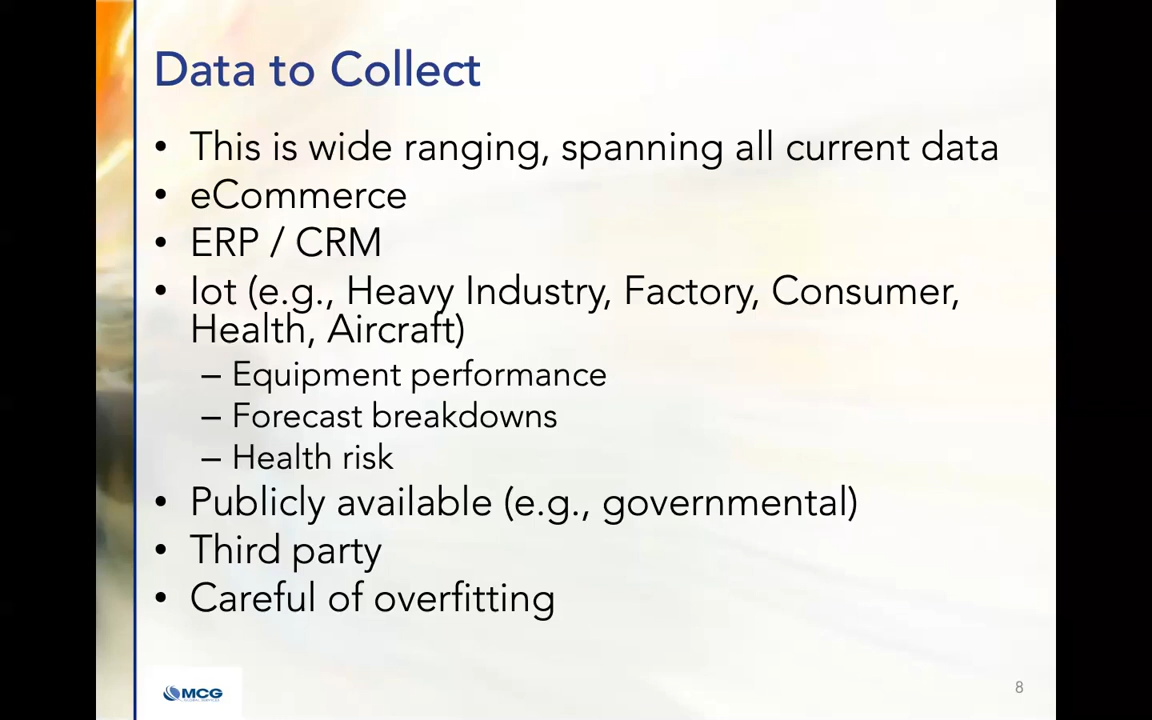 Data to Collect
• This is wide ranging, spanning all current data
• eCommerce
• ERP / CRM
• Iot (e.g., Heavy Industry, Factory, Consumer,
Health, Aircraft)
– Equipment performance
– Forecast breakdowns
– Health risk
• Publicly available (e.g., governmental)
• Third party
• Careful of overfitting
MCG
8